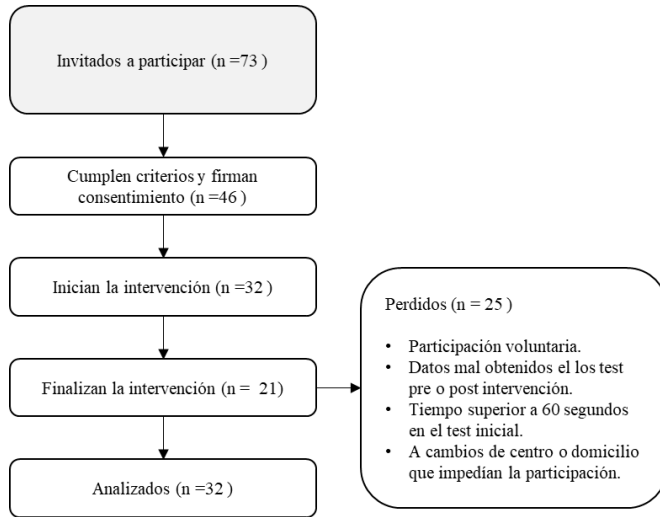 Invitados a participar (n =73 )
Cumplen criterios y firman
consentimiento (n =46 )
Inician la intervención (n =32 )
Finalizan la intervención (n = 21)
Analizados (n =32 )
Perdidos (n = 25 )
• Participación voluntaria.
• Datos mal obtenidos el los test
pre o post intervención.
• Tiempo superior a 60 segundos
en el test inicial.
• A cambios de centro o domicilio
que impedían la participación.